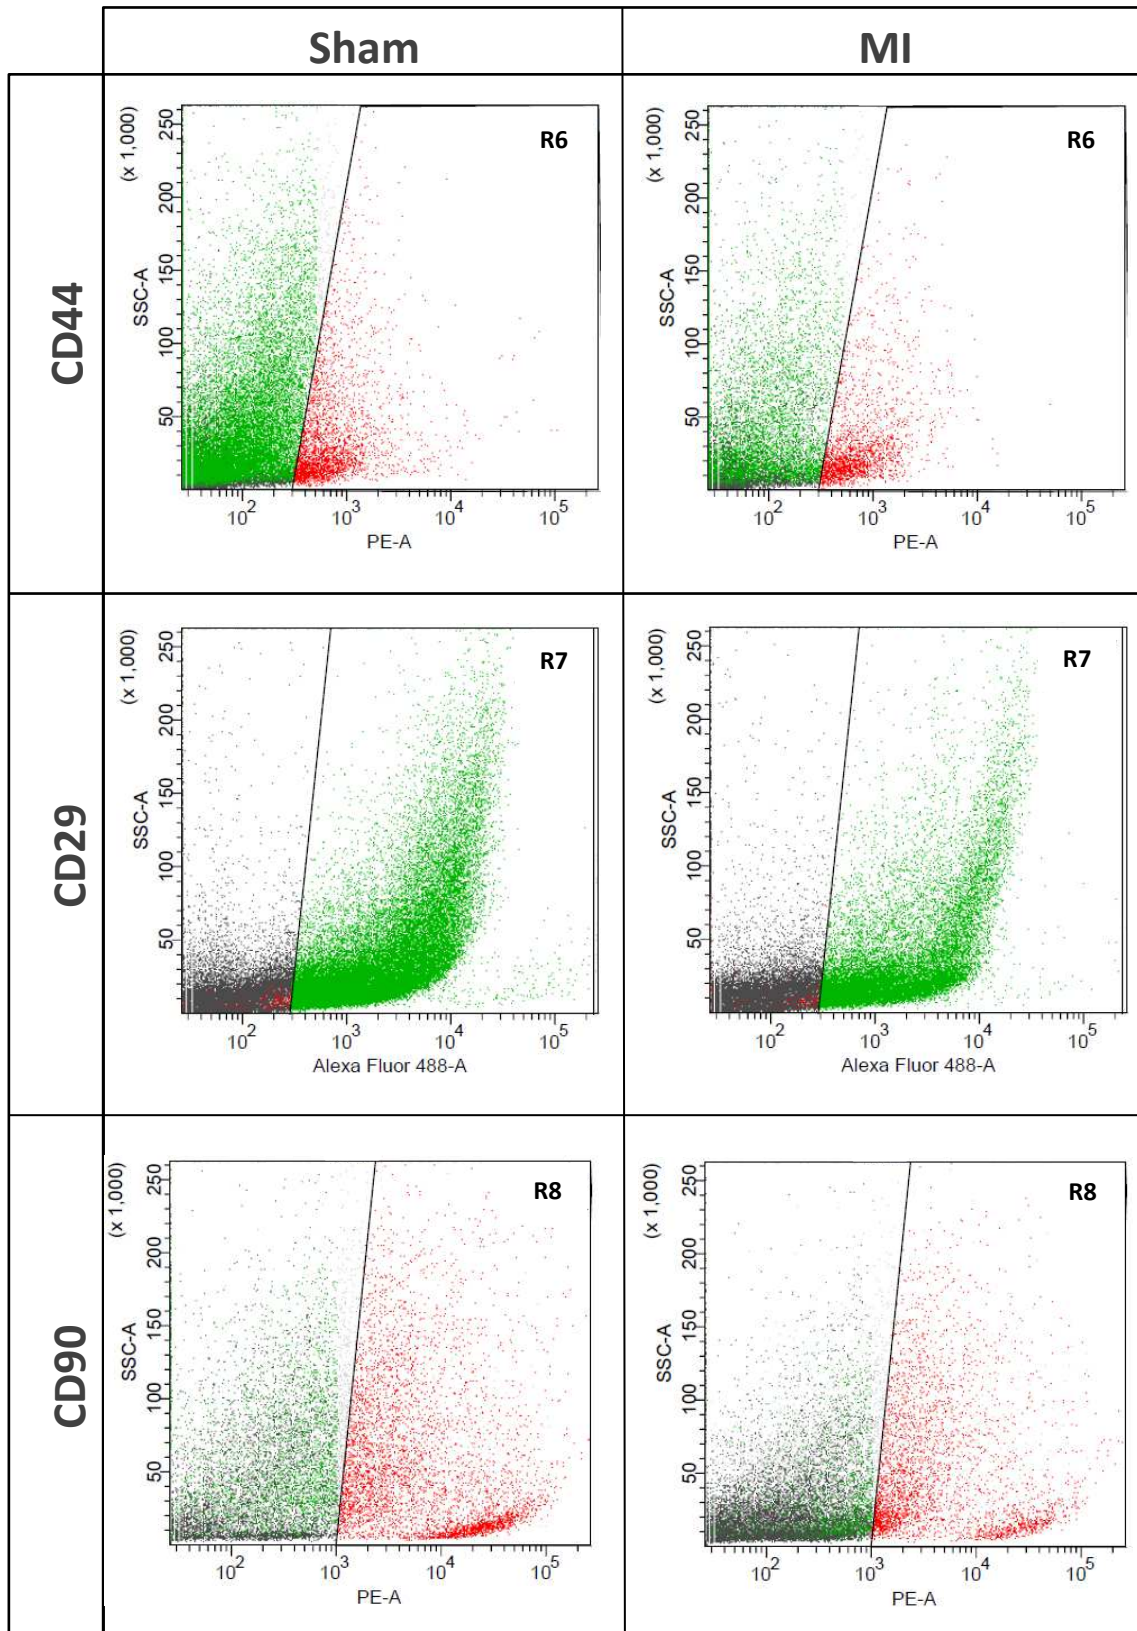 Sham MI
CD44
(x 1,000)
SSC-A
250
200
150
100
50
R6
10^2 10^3 10^4 10^5
PE-A
(x 1,000)
SSC-A
250
200
150
100
50
R6
10^2 10^3 10^4 10^5
PE-A
CD29
(x 1,000)
SSC-A
250
200
150
100
50
R7
10^2 10^3 10^4 10^5
Alexa Fluor 488-A
(x 1,000)
SSC-A
250
200
150
100
50
R7
10^2 10^3 10^4 10^5
Alexa Fluor 488-A
CD90
(x 1,000)
SSC-A
250
200
150
100
50
R8
10^2 10^3 10^4 10^5
PE-A
(x 1,000)
SSC-A
250
200
150
100
50
R8
10^2 10^3 10^4 10^5
PE-A